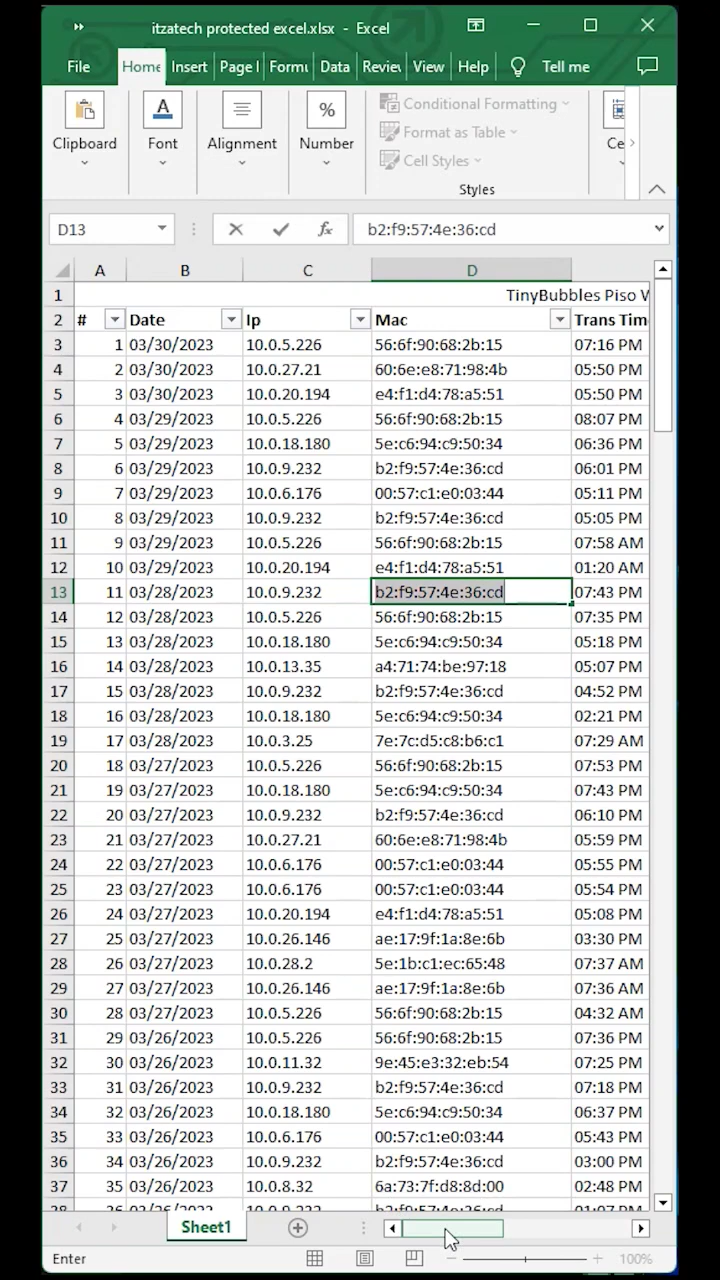 itzatech protected excel.xlsx - Excel
File Home Insert Page l Formu Data Review View Help Tell me
Clipboard Font Alignment Number
Conditional Formatting
Format as Table
Cell Styles
Styles
Ce
D13 fx b2:f9:57:4e:36:cd
A B C D
1 TinyBubbles Piso W
2 # Date Ip Mac Trans Tim
3 1 03/30/2023 10.0.5.226 56:6f:90:68:2b:15 07:16 PM
4 2 03/30/2023 10.0.27.21 60:6e:e8:71:98:4b 05:50 PM
5 3 03/30/2023 10.0.20.194 e4:f1:d4:78:a5:51 05:50 PM
6 4 03/29/2023 10.0.5.226 56:6f:90:68:2b:15 08:07 PM
7 5 03/29/2023 10.0.18.180 5e:c6:94:c9:50:34 06:36 PM
8 6 03/29/2023 10.0.9.232 b2:f9:57:4e:36:cd 06:01 PM
9 7 03/29/2023 10.0.6.176 00:57:c1:e0:03:44 05:11 PM
10 8 03/29/2023 10.0.9.232 b2:f9:57:4e:36:cd 05:05 PM
11 9 03/29/2023 10.0.5.226 56:6f:90:68:2b:15 07:58 AM
12 10 03/29/2023 10.0.20.194 e4:f1:d4:78:a5:51 01:20 AM
13 11 03/28/2023 10.0.9.232 b2:f9:57:4e:36:cd 07:43 PM
14 12 03/28/2023 10.0.5.226 56:6f:90:68:2b:15 07:35 PM
15 13 03/28/2023 10.0.18.180 5e:c6:94:c9:50:34 05:18 PM
16 14 03/28/2023 10.0.13.35 a4:71:74:be:97:18 05:07 PM
17 15 03/28/2023 10.0.9.232 b2:f9:57:4e:36:cd 04:52 PM
18 16 03/28/2023 10.0.18.180 5e:c6:94:c9:50:34 02:21 PM
19 17 03/28/2023 10.0.3.25 7e:7c:d5:c8:b6:c1 07:29 AM
20 18 03/27/2023 10.0.5.226 56:6f:90:68:2b:15 07:53 PM
21 19 03/27/2023 10.0.18.180 5e:c6:94:c9:50:34 07:43 PM
22 20 03/27/2023 10.0.9.232 b2:f9:57:4e:36:cd 06:10 PM
23 21 03/27/2023 10.0.27.21 60:6e:e8:71:98:4b 05:59 PM
24 22 03/27/2023 10.0.6.176 00:57:c1:e0:03:44 05:55 PM
25 23 03/27/2023 10.0.6.176 00:57:c1:e0:03:44 05:54 PM
26 24 03/27/2023 10.0.20.194 e4:f1:d4:78:a5:51 05:08 PM
27 25 03/27/2023 10.0.26.146 ae:17:9f:1a:8e:6b 03:30 PM
28 26 03/27/2023 10.0.28.2 5e:1b:c1:ec:65:48 07:37 AM
29 27 03/27/2023 10.0.26.146 ae:17:9f:1a:8e:6b 07:36 AM
30 28 03/27/2023 10.0.5.226 56:6f:90:68:2b:15 04:32 AM
31 29 03/26/2023 10.0.5.226 56:6f:90:68:2b:15 07:36 PM
32 30 03/26/2023 10.0.11.32 9e:45:e3:32:eb:54 07:25 PM
33 31 03/26/2023 10.0.9.232 b2:f9:57:4e:36:cd 07:18 PM
34 32 03/26/2023 10.0.18.180 5e:c6:94:c9:50:34 06:37 PM
35 33 03/26/2023 10.0.6.176 00:57:c1:e0:03:44 05:43 PM
36 34 03/26/2023 10.0.9.232 b2:f9:57:4e:36:cd 03:00 PM
37 35 03/26/2023 10.0.8.32 6a:73:7f:d8:8d:00 02:48 PM
Sheet1
Enter 100%